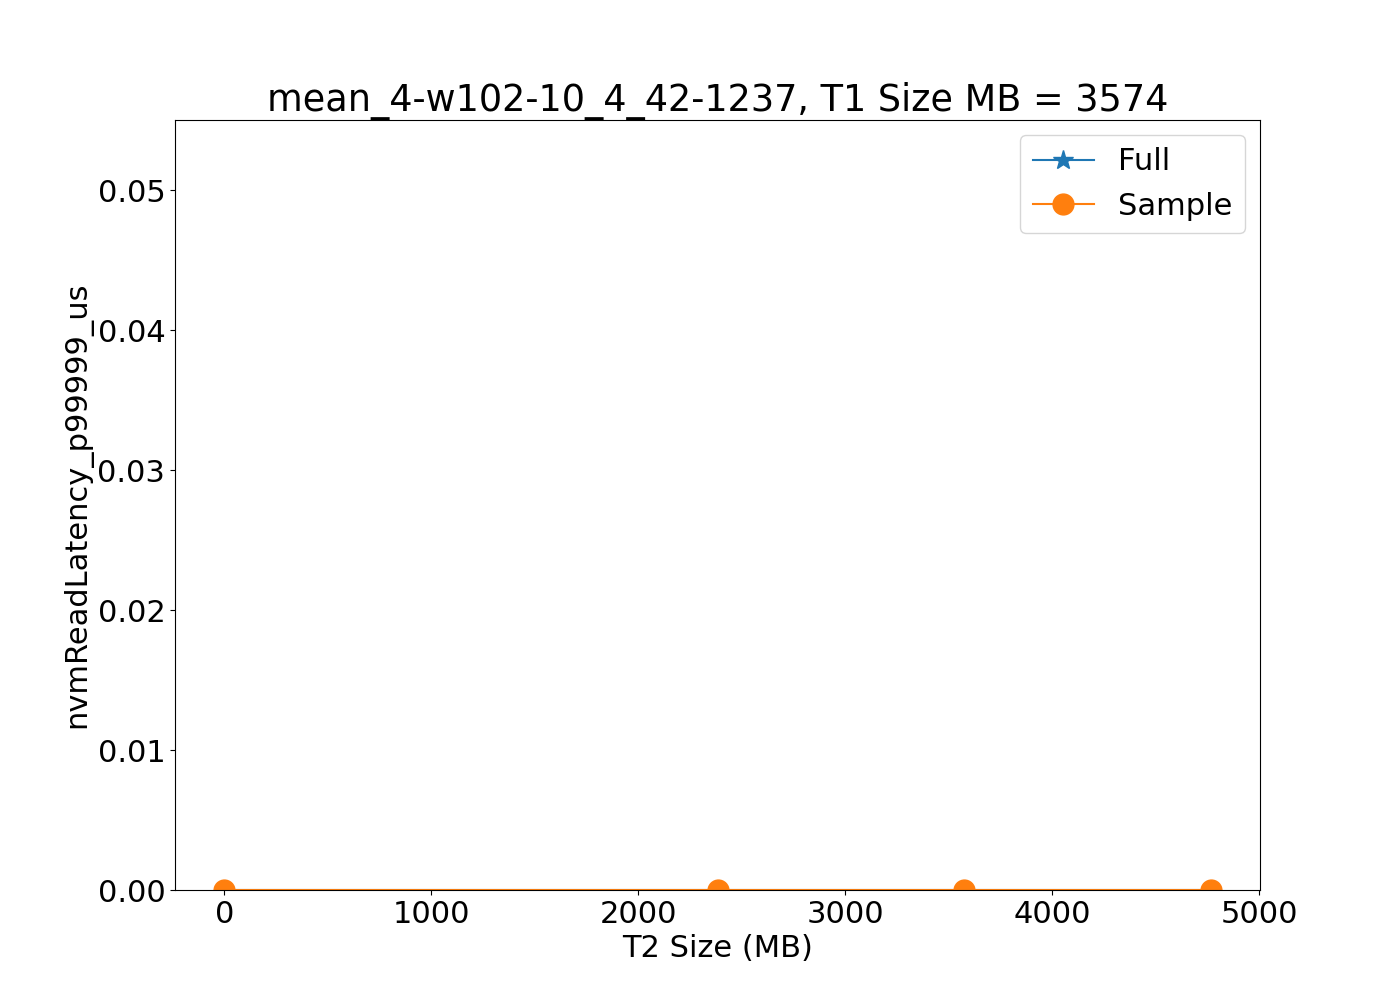 mean_4-w102-10_4_42-1237, T1 Size MB = 3574
Full
Sample
nvmReadLatency_p99999_us
0.05
0.04
0.03
0.02
0.01
0.00
0 1000 2000 3000 4000 5000
T2 Size (MB)